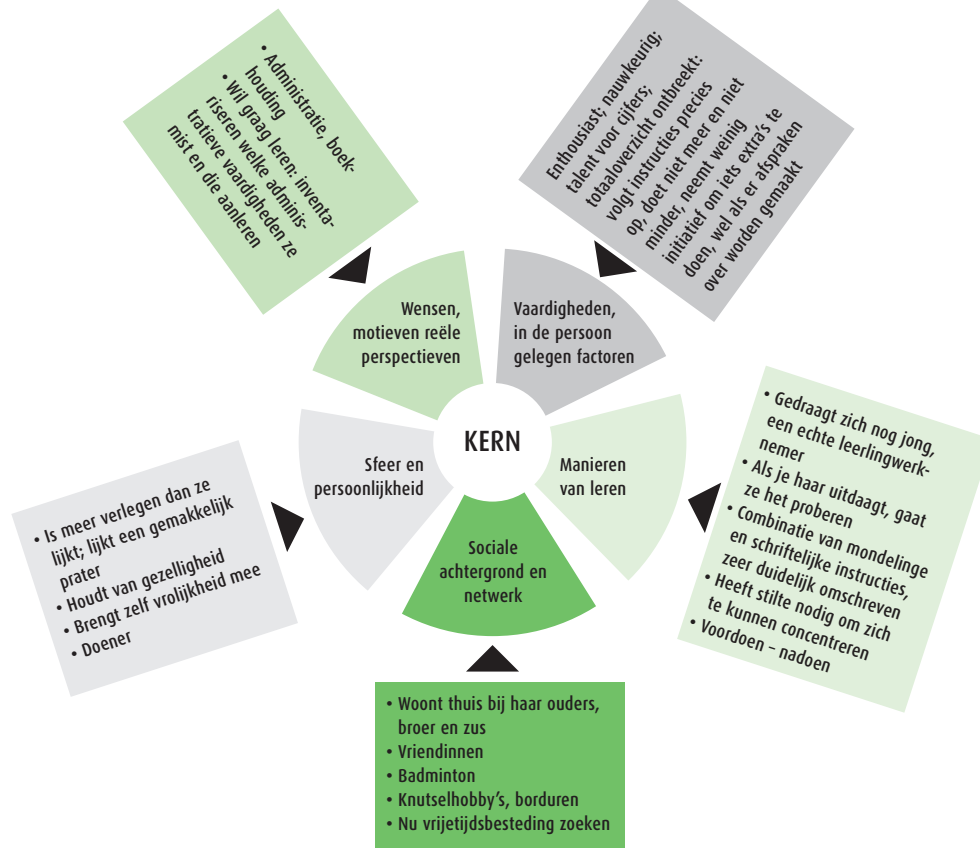 • Administratie, boek-
houding
• Wil graag leren: inventa-
riseren welke adminis-
tratieve vaardigheden ze
mist en die aanleren
Enthousiast; nauwkeurig;
talent voor cijfers;
totaaloverzicht ontbreekt:
volgt instructies precies
op, doet niet meer en niet
minder, neemt weinig
initiatief om iets extra's te
doen, wel als er afspraken
over worden gemaakt
Wensen,
motieven reële
perspectieven
Vaardigheden,
in de persoon
gelegen factoren
KERN
Sfeer en
persoonlijkheid
Manieren
van leren
Sociale
achtergrond en
netwerk
• Is meer verlegen dan ze
lijkt; lijkt een gemakkelijk
prater
• Houdt van gezelligheid
• Brengt zelf vrolijkheid mee
• Doener
• Gedraagt zich nog jong,
een echte leerlingwerk-
nemer
• Als je haar uitdaagt, gaat
ze het proberen
• Combinatie van mondelinge
en schriftelijke instructies,
zeer duidelijk omschreven
• Heeft stilte nodig om zich
te kunnen concentreren
• Voordoen – nadoen
• Woont thuis bij haar ouders,
broer en zus
• Vriendinnen
• Badminton
• Knutselhobby's, borduren
• Nu vrijetijdsbesteding zoeken